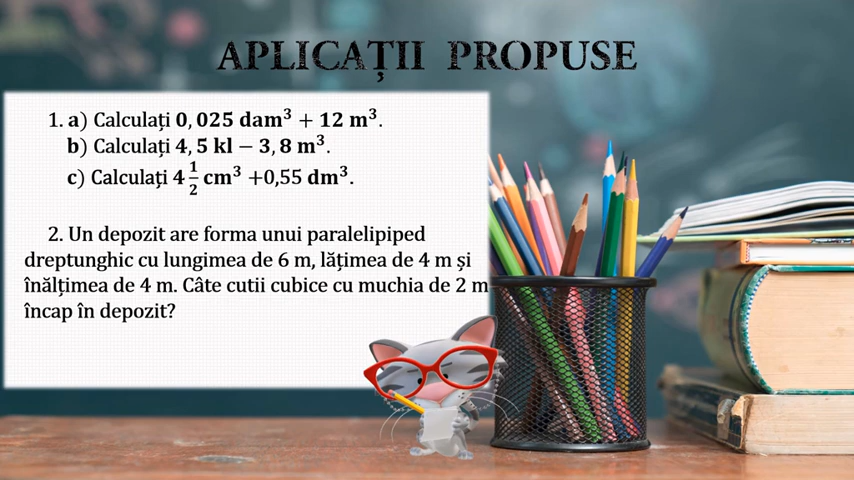 APLICAȚII PROPUSE
1. a) Calculați 0, 025 dam³ + 12 m³.
b) Calculați 4, 5 kl − 3, 8 m³.
c) Calculați 4 1/2 cm³ +0,55 dm³.
2. Un depozit are forma unui paralelipiped
dreptunghic cu lungimea de 6 m, lățimea de 4 m și
înălțimea de 4 m. Câte cutii cubice cu muchia de 2 m
încap în depozit?